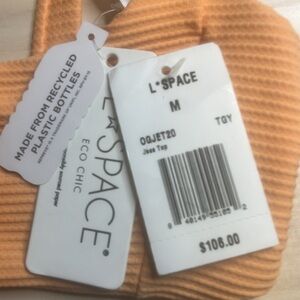 MADE FROM RECYCLED
PLASTIC BOTTLES
L*SPACE
ECO CHIC
L*SPACE
M
OGJET20 TGY
Jess Top
$106.00